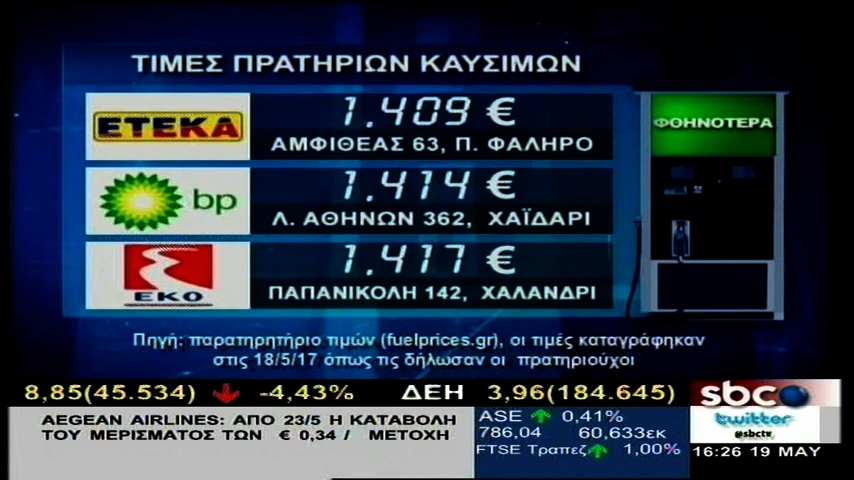 ΤΙΜΕΣ ΠΡΑΤΗΡΙΩΝ ΚΑΥΣΙΜΩΝ
ΕΤΕΚΑ
1.409 €
ΑΜΦΙΘΕΑΣ 63, Π. ΦΑΛΗΡΟ
ΦΘΗΝΟΤΕΡΑ
bp
1.414 €
Λ. ΑΘΗΝΩΝ 362, ΧΑΪΔΑΡΙ
ΕΚΟ
1.417 €
ΠΑΠΑΝΙΚΟΛΗ 142, ΧΑΛΑΝΔΡΙ
Πηγή: παρατηρητήριο τιμών (fuelprices.gr), οι τιμές καταγράφηκαν
στις 18/5/17 όπως τις δήλωσαν οι πρατηριούχοι
8,85(45.534) -4,43% ΔΕΗ 3,96(184.645)
sbc
AEGEAN AIRLINES: ΑΠΟ 23/5 Η ΚΑΤΑΒΟΛΗ
ΤΟΥ ΜΕΡΙΣΜΑΤΟΣ ΤΩΝ € 0,34 / ΜΕΤΟΧΗ
ASE 0,41%
786,04 60,633εκ
FTSE Τραπεζ 1,00%
twitter
@sbctv
16:26 19 MAY